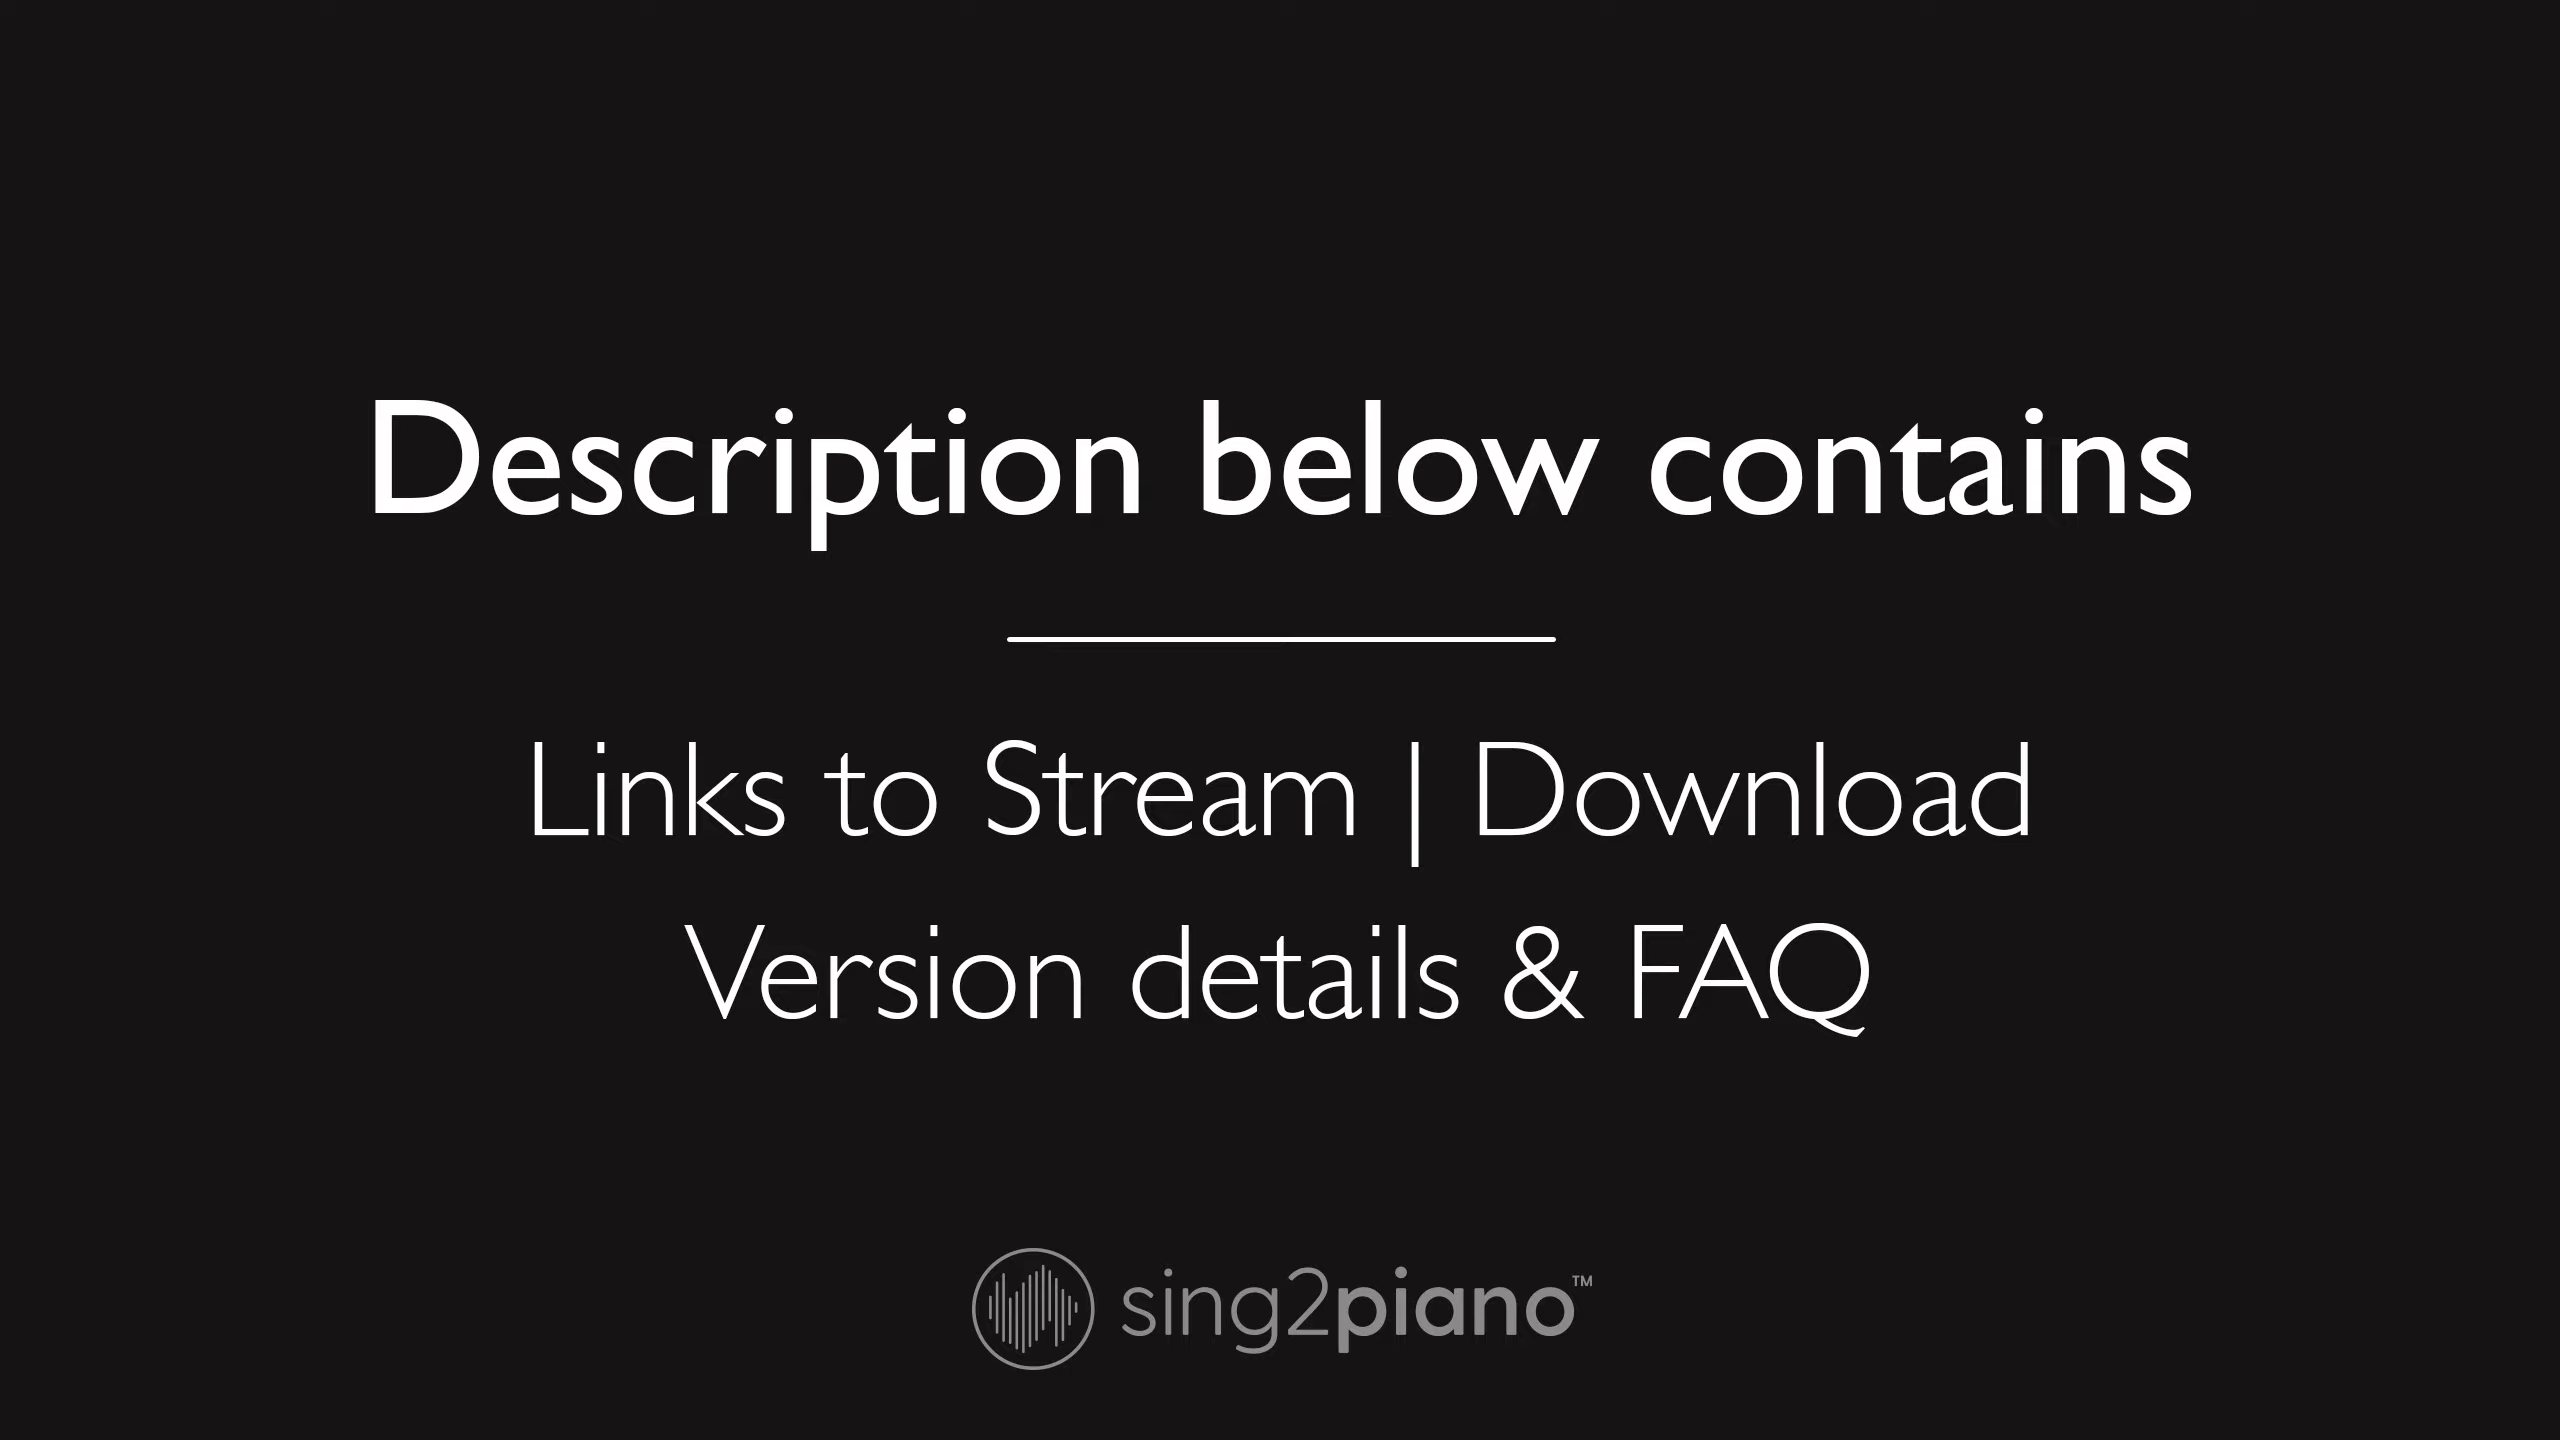 Description below contains
Links to Stream | Download
Version details & FAQ
sing2piano™